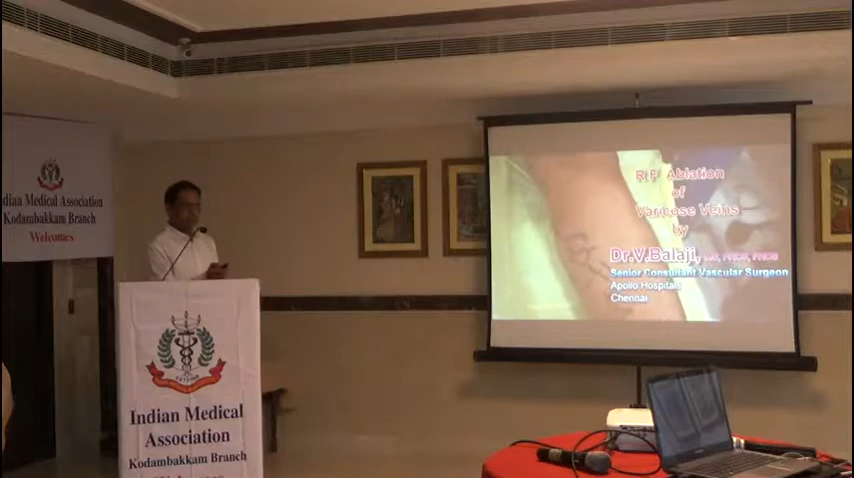 Indian Medical Association
Kodambakkam Branch
Welcomes
Indian Medical
Association
Kodambakkam Branch
RF Ablation
of
Varicose Veins
by
Dr.V.Balaji,
Senior Consultant Vascular Surgeon
Apollo Hospitals
Chennai